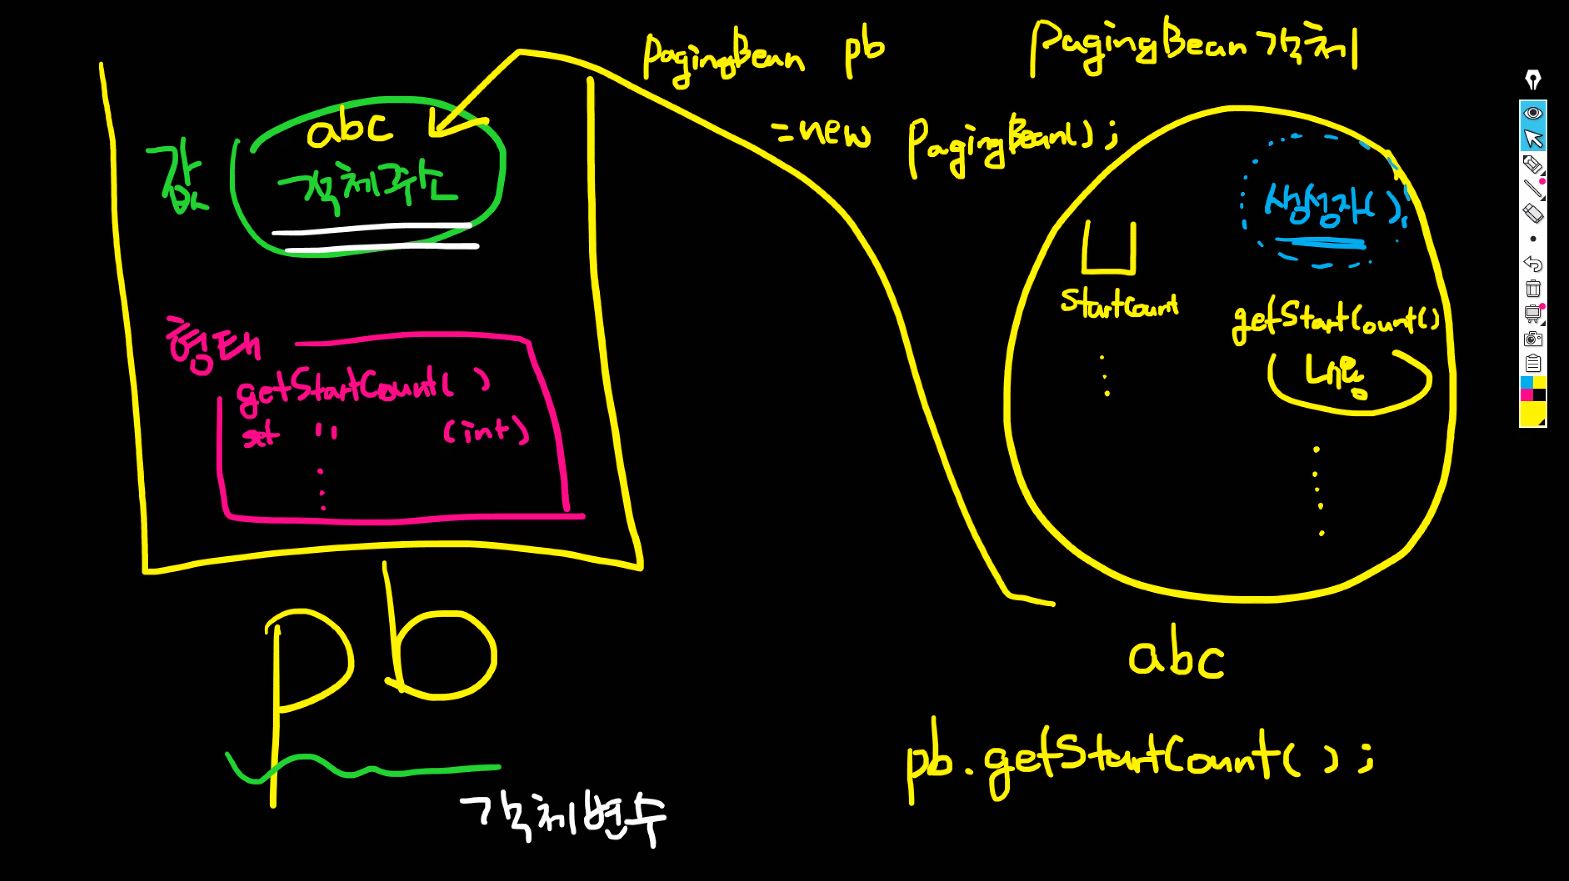 PagingBean pb
= new PagingBean();
PagingBean 객체
값
abc
객체주소
형태
getStartCount( )
set " (int)
pb
객체변수
생성자( )
StartCount
getStartCount()
내용
abc
pb.getStartCount( );